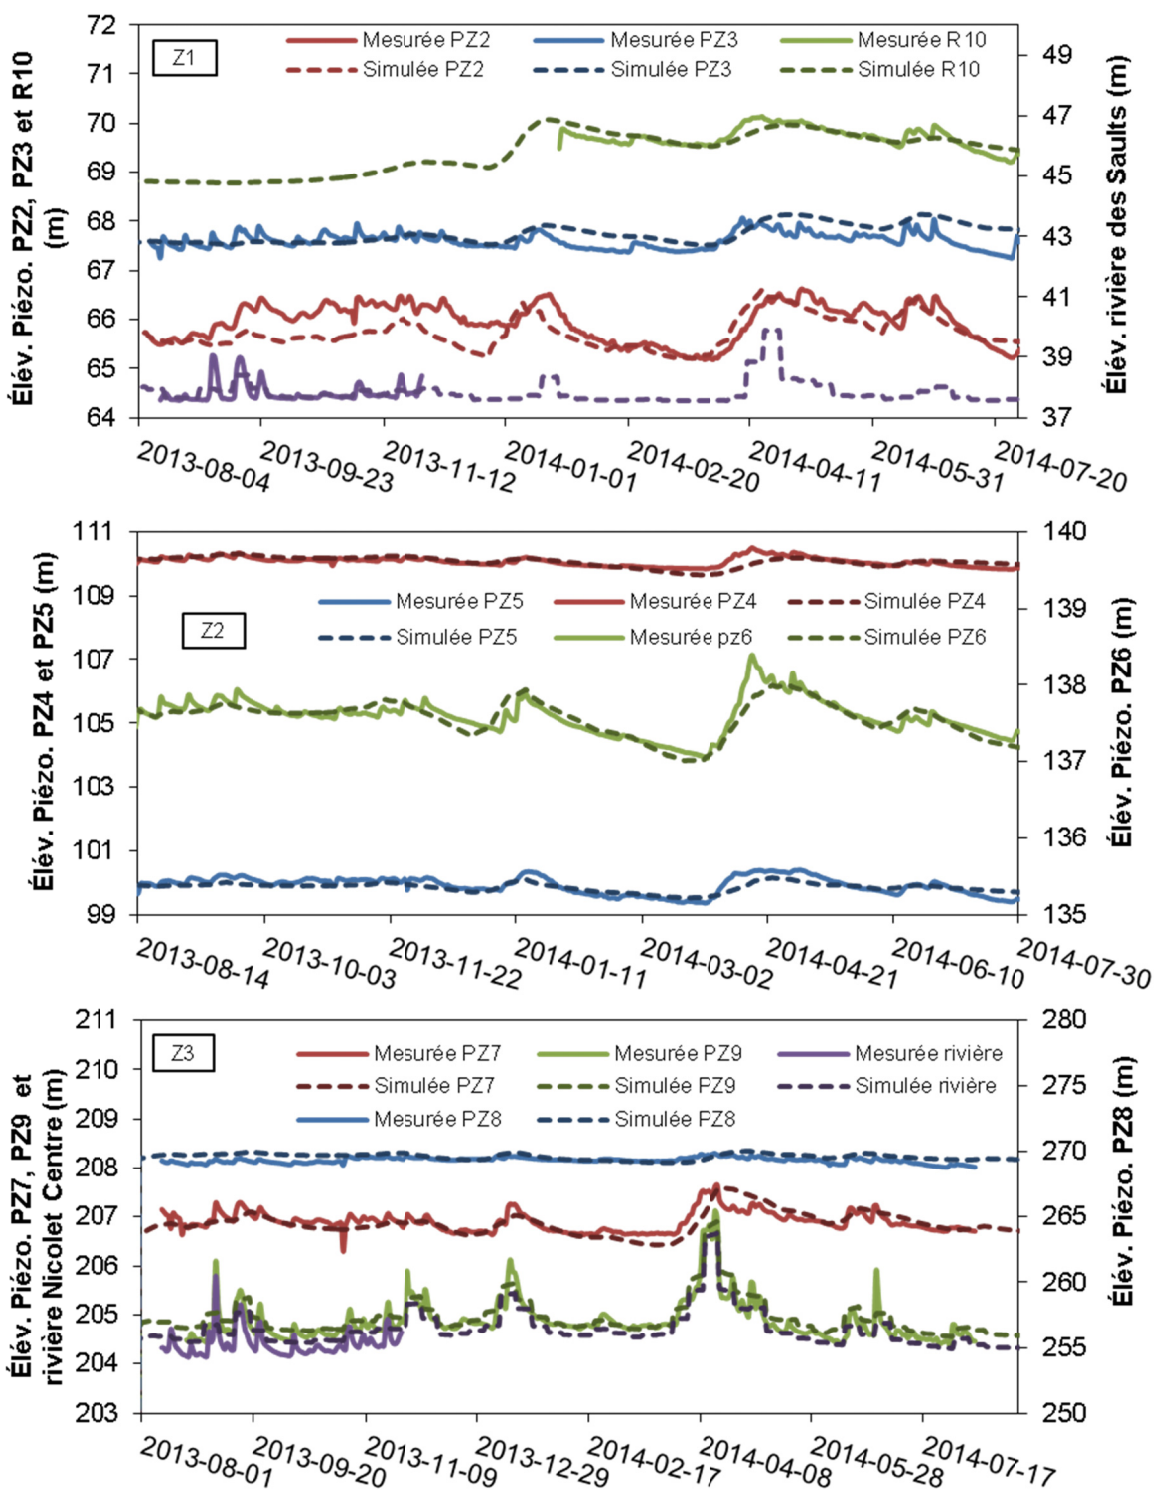 Élév. Piézo. PZ2, PZ3 et R10
(m)
72
71
70
69
68
67
66
65
64
Z1
Mesurée PZ2
Mesurée PZ3
Mesurée R10
Simulée PZ2
Simulée PZ3
Simulée R10
49
47
45
43
41
39
37
Élév. rivière des Saults (m)
2013-08-04
2013-09-23
2013-11-12
2014-01-01
2014-02-20
2014-04-11
2014-05-31
2014-07-20
Élév. Piézo. PZ4 et PZ5 (m)
111
109
107
105
103
101
99
Z2
Mesurée PZ5
Mesurée PZ4
Simulée PZ4
Simulée PZ5
Mesurée pz6
Simulée PZ6
140
139
138
137
136
135
Élév. Piézo. PZ6 (m)
2013-08-14
2013-10-03
2013-11-22
2014-01-11
2014-03-02
2014-04-21
2014-06-10
2014-07-30
Élév. Piézo. PZ7, PZ9 et
rivière Nicolet Centre (m)
211
210
209
208
207
206
205
204
203
Z3
Mesurée PZ7
Mesurée PZ9
Mesurée rivière
Simulée PZ7
Simulée PZ9
Simulée rivière
Mesurée PZ8
Simulée PZ8
280
275
270
265
260
255
250
Élév. Piézo. PZ8 (m)
2013-08-01
2013-09-20
2013-11-09
2013-12-29
2014-02-17
2014-04-08
2014-05-28
2014-07-17